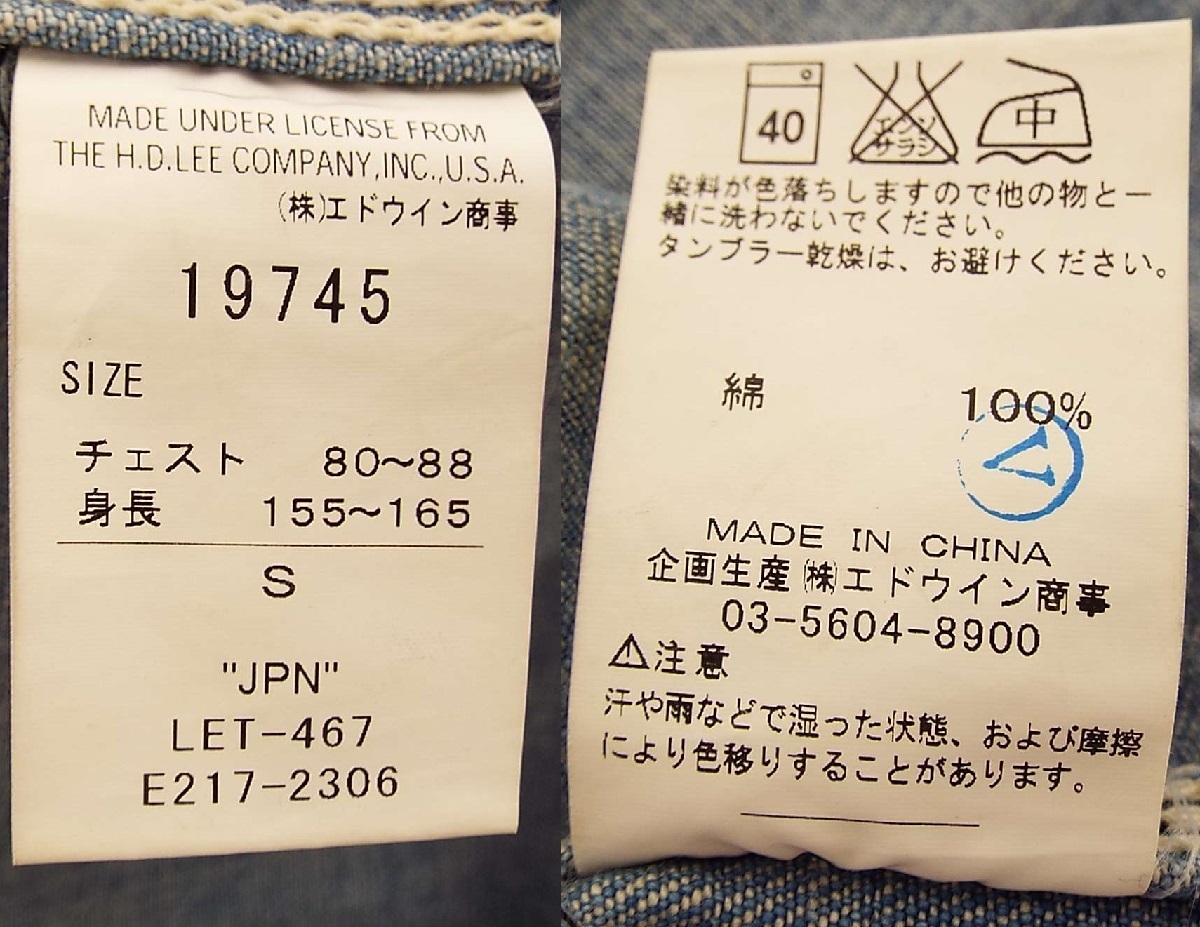 MADE UNDER LICENSE FROM
THE H.D.LEE COMPANY,INC.,U.S.A.
(株)エドウイン商事
19745
SIZE
チェスト 80〜88
身長 155〜165
S
"JPN"
LET-467
E217-2306
40
エンソ
サラシ
中
染料が色落ちしますので他の物と一
緒に洗わないでください。
タンブラー乾燥は、お避けください。
綿 100%
MADE IN CHINA
企画生産(株)エドウイン商事
03-5604-8900
注意
汗や雨などで湿った状態、および摩擦
により色移りすることがあります。